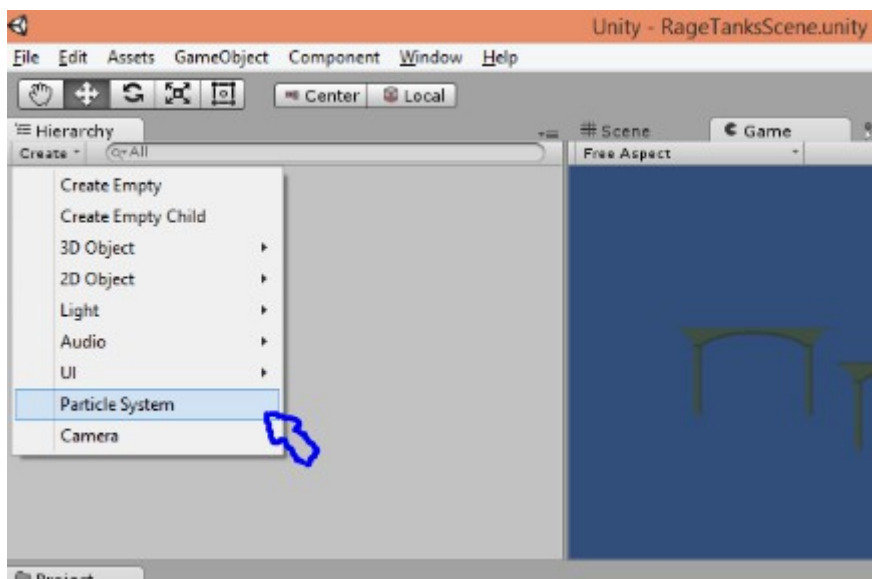 Unity - RageTanksScene.unity
File Edit Assets GameObject Component Window Help
Center Local
Hierarchy
Scene Game
Create All
Free Aspect
Create Empty
Create Empty Child
3D Object
2D Object
Light
Audio
UI
Particle System
Camera
Project